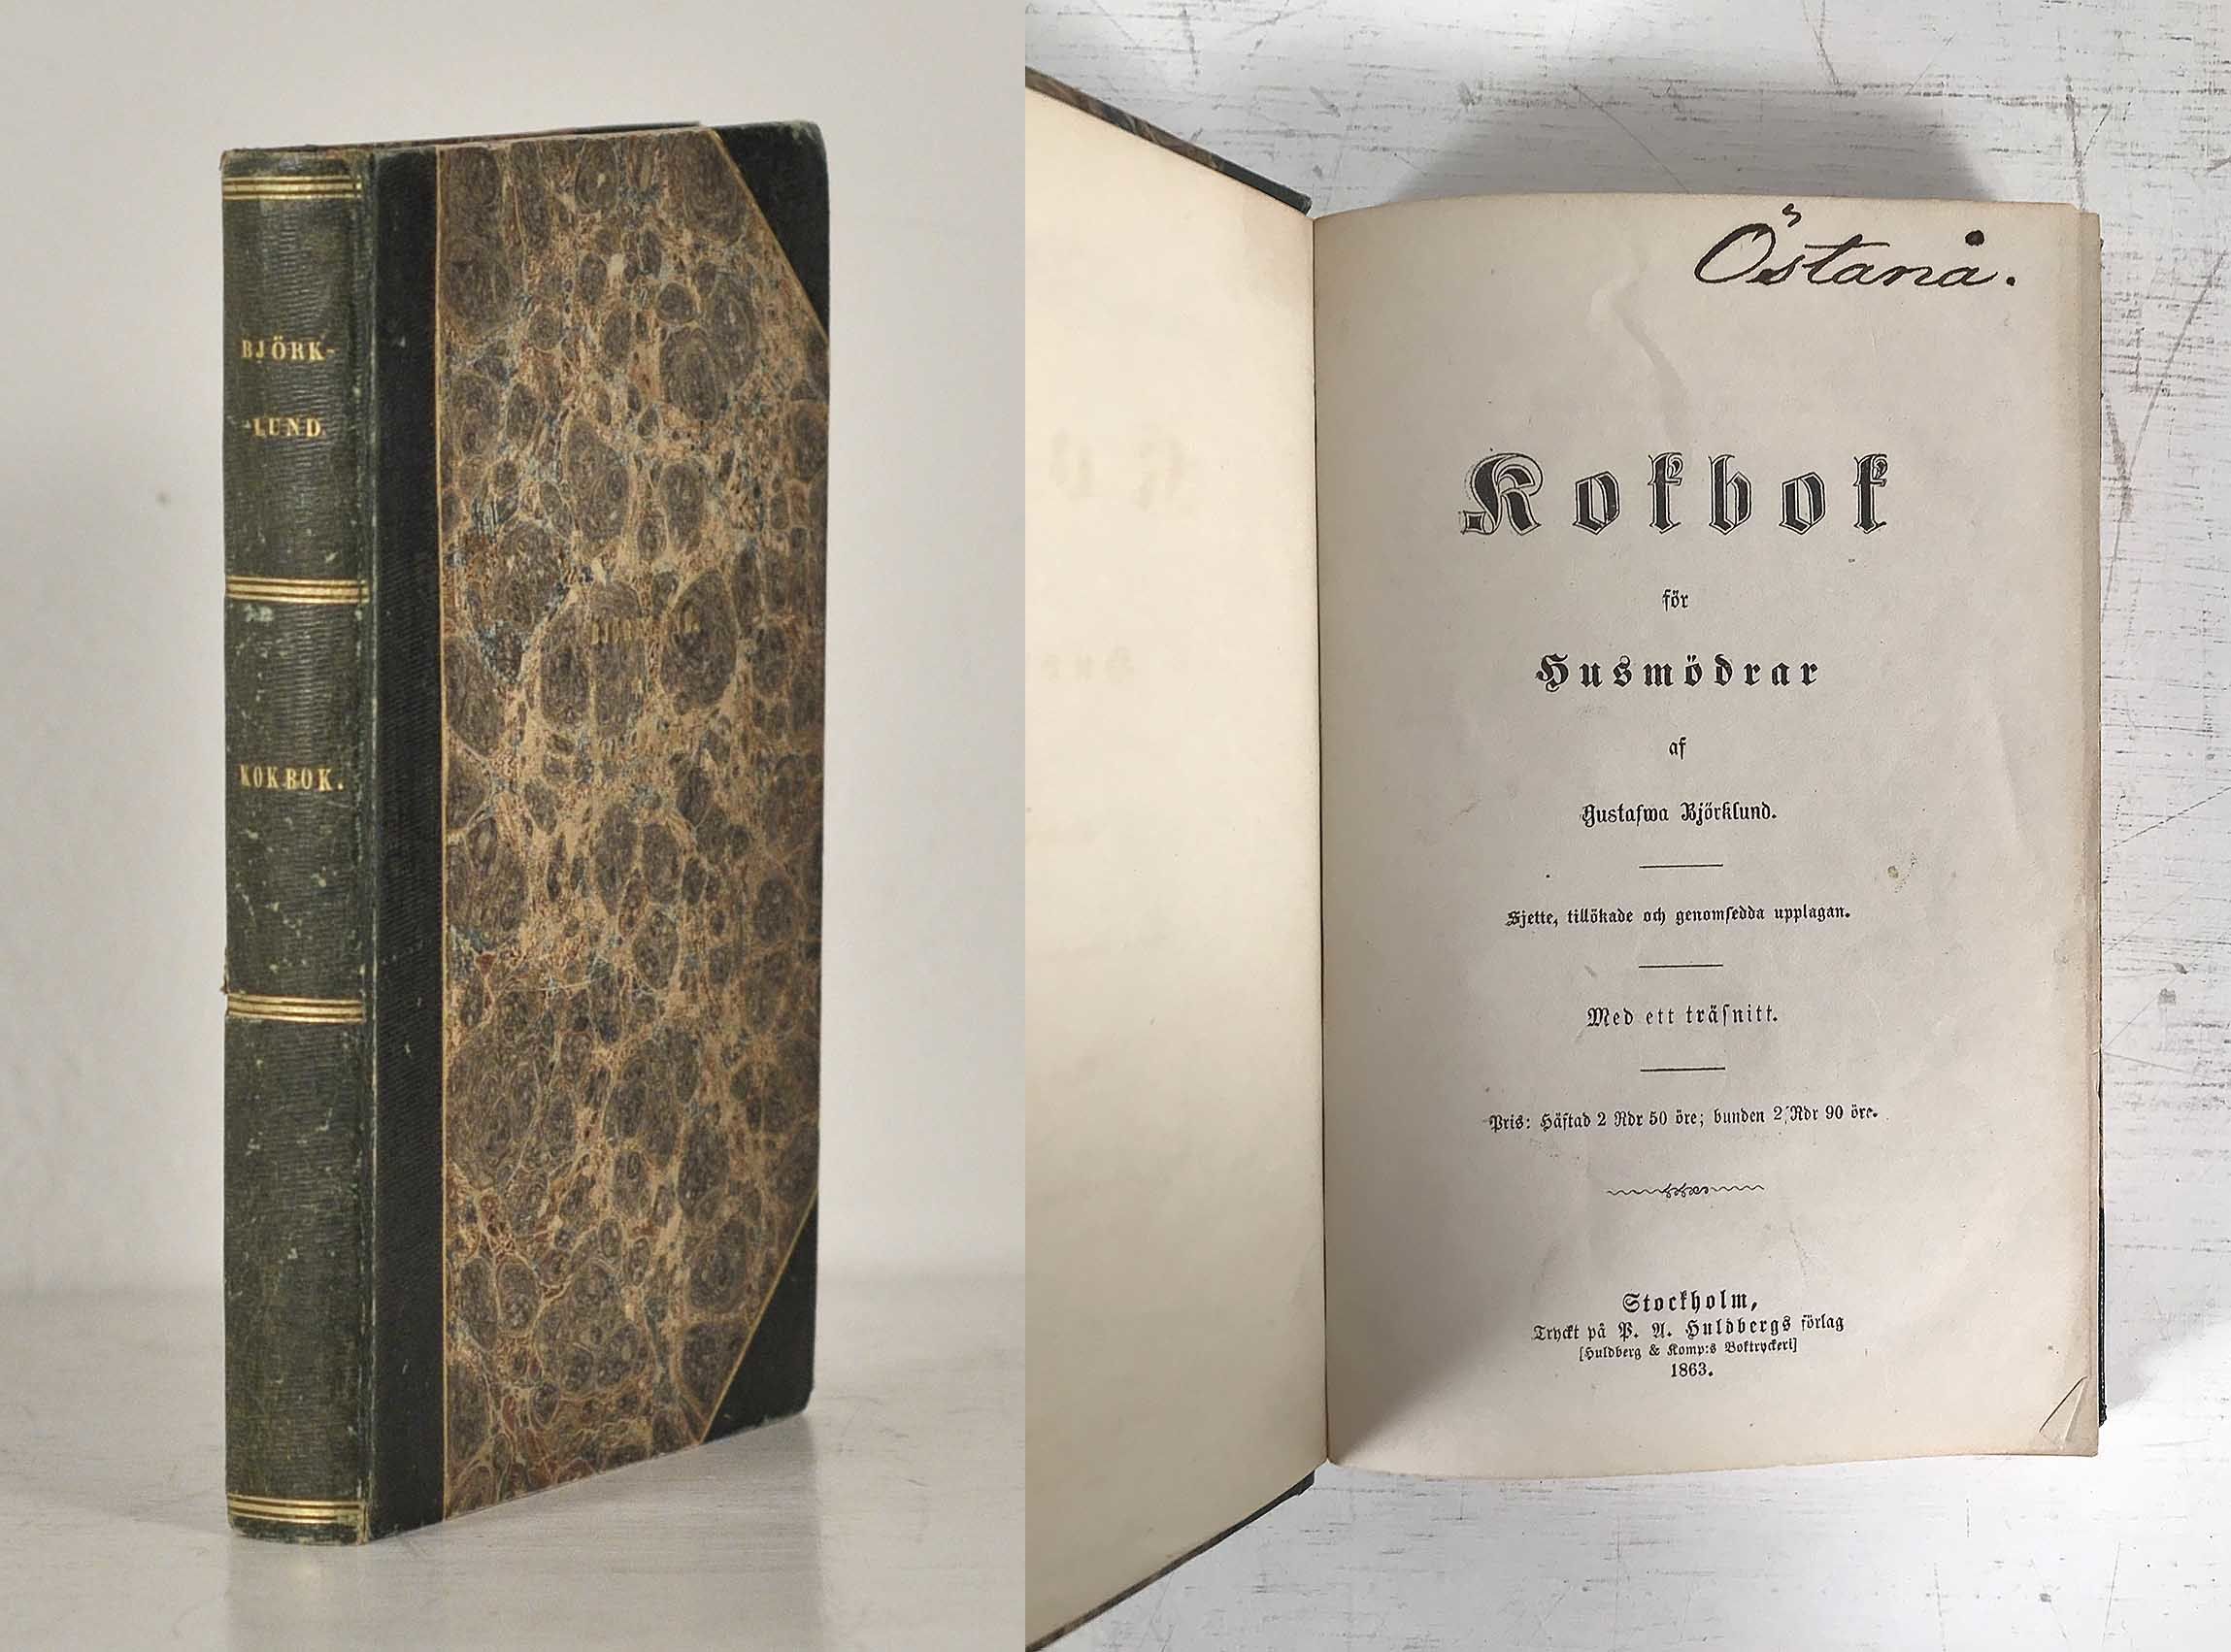 BJÖRK-
-LUND.
KOKBOK.
Östanå.
Kokbok
för
Husmödrar
af
Gustafwa Björklund.
Sjette, tillökade och genomsedda upplagan.
Med ett träsnitt.
Pris: Häftad 2 Rdr 50 öre; bunden 2 Rdr 90 öre.
Stockholm,
Tryckt på P. A. Huldbergs förlag
[Huldberg & Komp:s Boktryckeri]
1863.